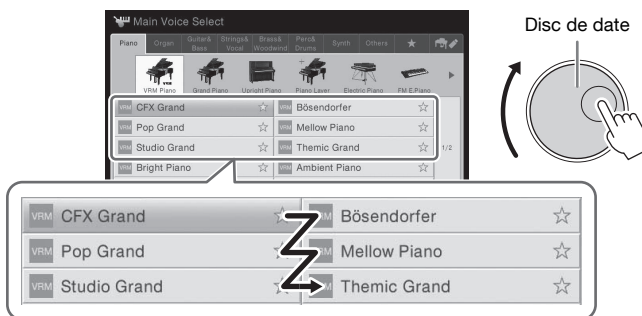 Main Voice Select
Disc de date
Piano Organ Guitar& Bass Strings& Vocal Brass& Woodwind Perc& Drums Synth Others
VRM Piano Grand Piano Upright Piano Piano Layer Electric Piano FM E.Piano
VRM CFX Grand VRM Bösendorfer
VRM Pop Grand VRM Mellow Piano
VRM Studio Grand VRM Themic Grand 1/2
VRM Bright Piano VRM Ambient Piano
VRM CFX Grand Bösendorfer
VRM Pop Grand Mellow Piano
VRM Studio Grand Themic Grand